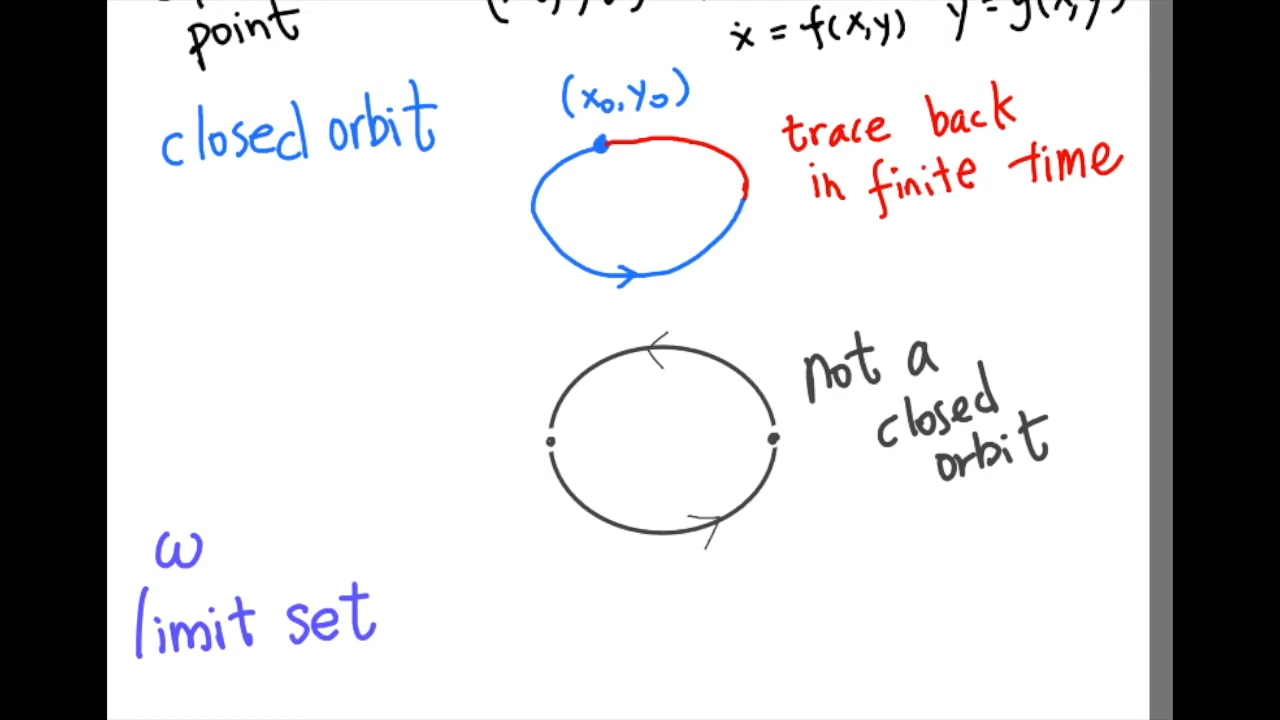 point
ẋ = f(x,y)
closed orbit
(x₀,y₀)
trace back
in finite time
not a
closed
orbit
ω
limit set